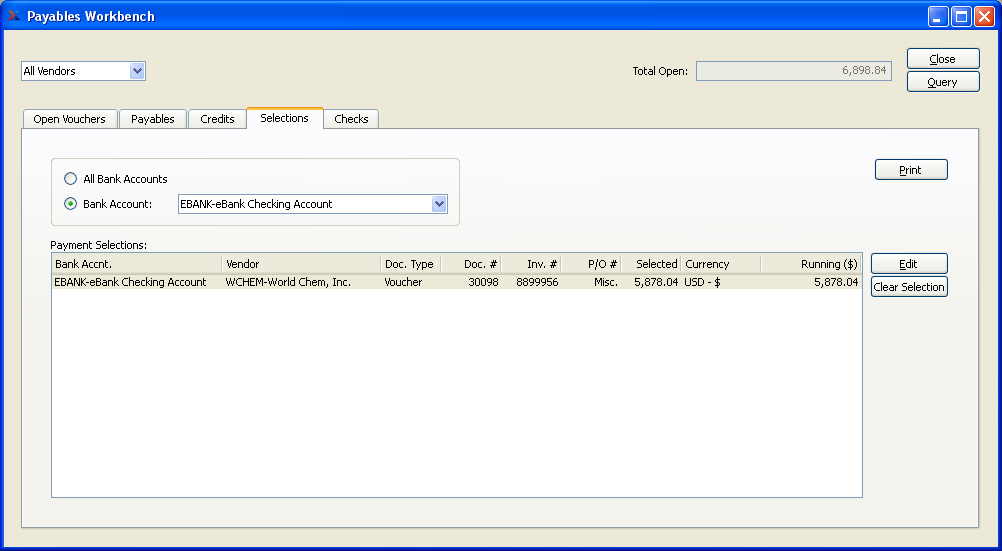 Payables Workbench
All Vendors
Total Open: 6,898.84
Close
Query
Open Vouchers Payables Credits Selections Checks
All Bank Accounts
Print
Bank Account: EBANK-eBank Checking Account
Payment Selections:
Bank Accnt. Vendor Doc. Type Doc. # Inv. # P/O # Selected Currency Running ($)
Edit
EBANK-eBank Checking Account WCHEM-World Chem, Inc. Voucher 30098 8899956 Misc. 5,878.04 USD - $ 5,878.04
Clear Selection